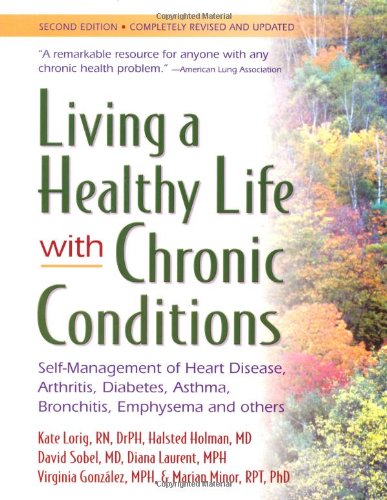 SECOND EDITION • COMPLETELY REVISED AND UPDATED
"A remarkable resource for anyone with any
chronic health problem." —American Lung Association
Living a
Healthy Life
with Chronic
Conditions
Self-Management of Heart Disease,
Arthritis, Diabetes, Asthma,
Bronchitis, Emphysema and others
Kate Lorig, RN, DrPH, Halsted Holman, MD
David Sobel, MD, Diana Laurent, MPH
Virginia González, MPH, & Marian Minor, RPT, PhD